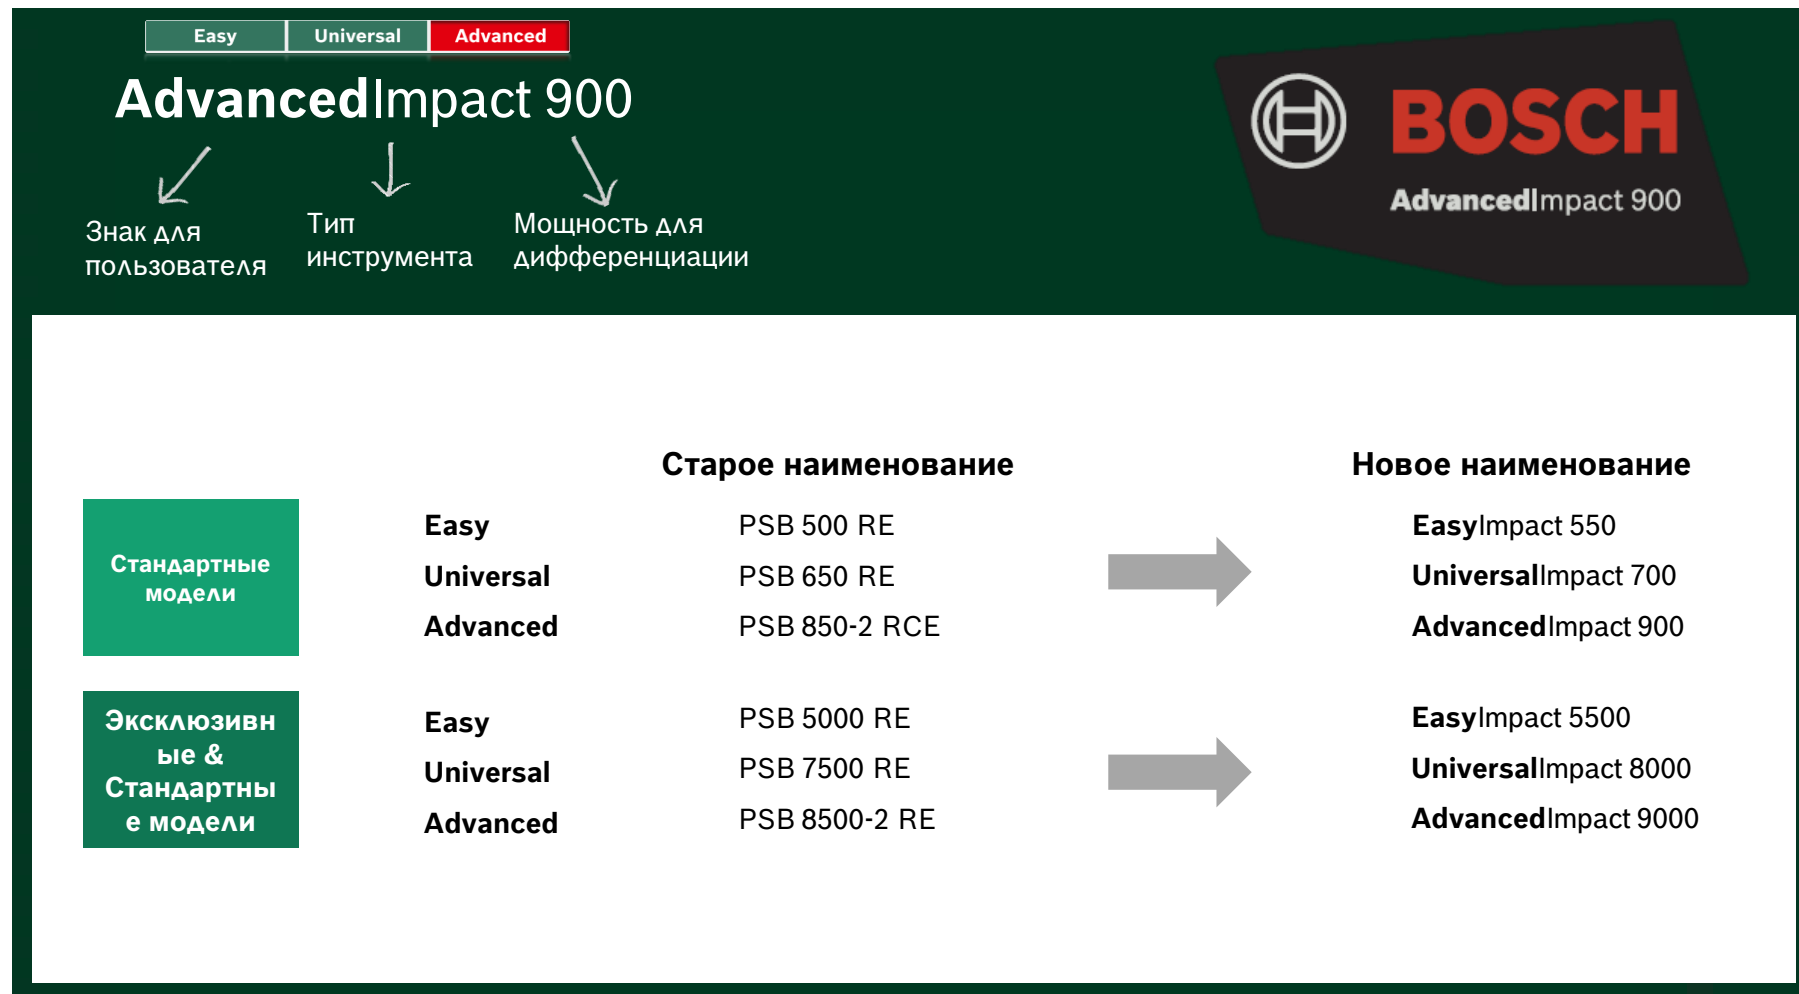 Easy Universal Advanced
AdvancedImpact 900
Знак для
пользователя
Тип
инструмента
Мощность для
дифференциации
BOSCH
AdvancedImpact 900
Старое наименование
Новое наименование
Стандартные
модели
Easy PSB 500 RE EasyImpact 550
Universal PSB 650 RE UniversalImpact 700
Advanced PSB 850-2 RCE AdvancedImpact 900
Эксклюзивн
ые &
Стандартны
е модели
Easy PSB 5000 RE EasyImpact 5500
Universal PSB 7500 RE UniversalImpact 8000
Advanced PSB 8500-2 RE AdvancedImpact 9000